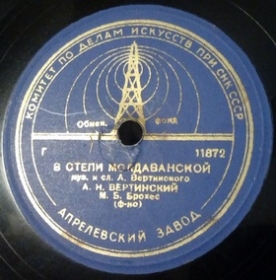 КОМИТЕТ ПО ДЕЛАМ ИСКУССТВ ПРИ СНК СССР
Обмен. фонд
Г 11872
В СТЕПИ МОЛДАВАНСКОЙ
муз. и сл. А. Вертинского
А. Н. ВЕРТИНСКИЙ
М. Б. Брохес
(ф-но)
АПРЕЛЕВСКИЙ ЗАВОД